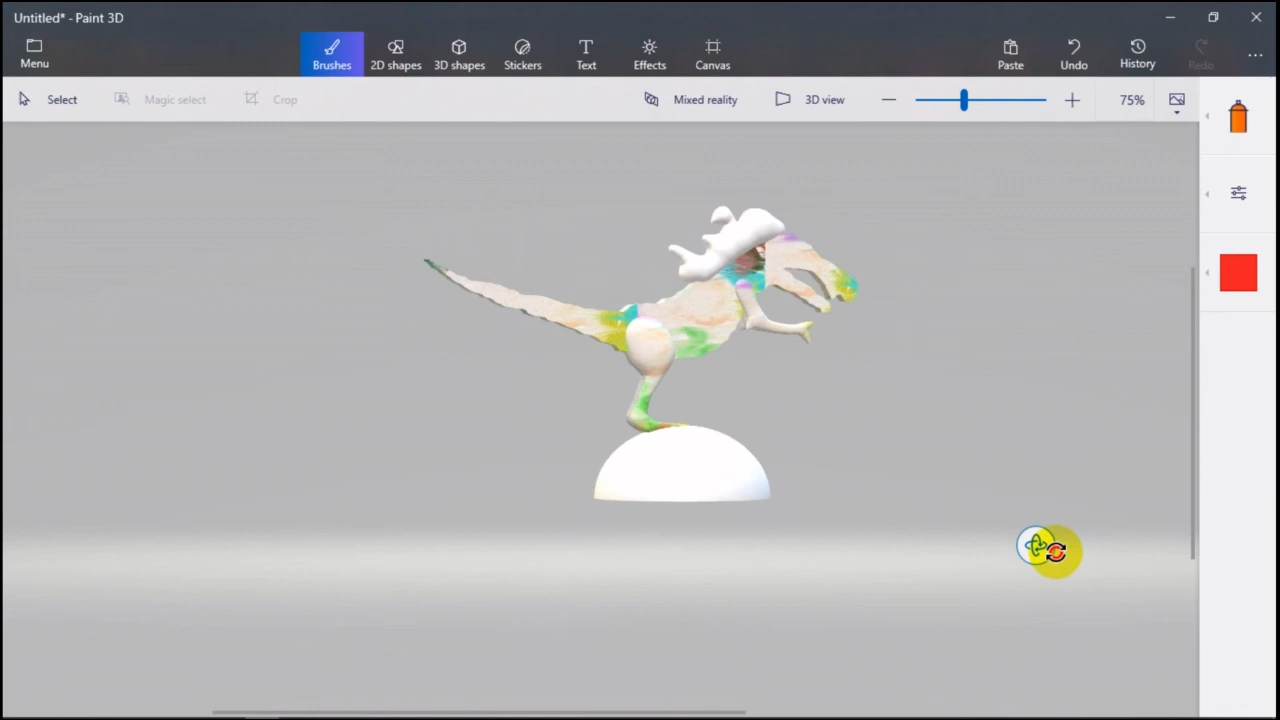 Untitled* - Paint 3D
Menu
Brushes
2D shapes
3D shapes
Stickers
Text
Effects
Canvas
Paste
Undo
History
Redo
Select
Magic select
Crop
Mixed reality
3D view
75%